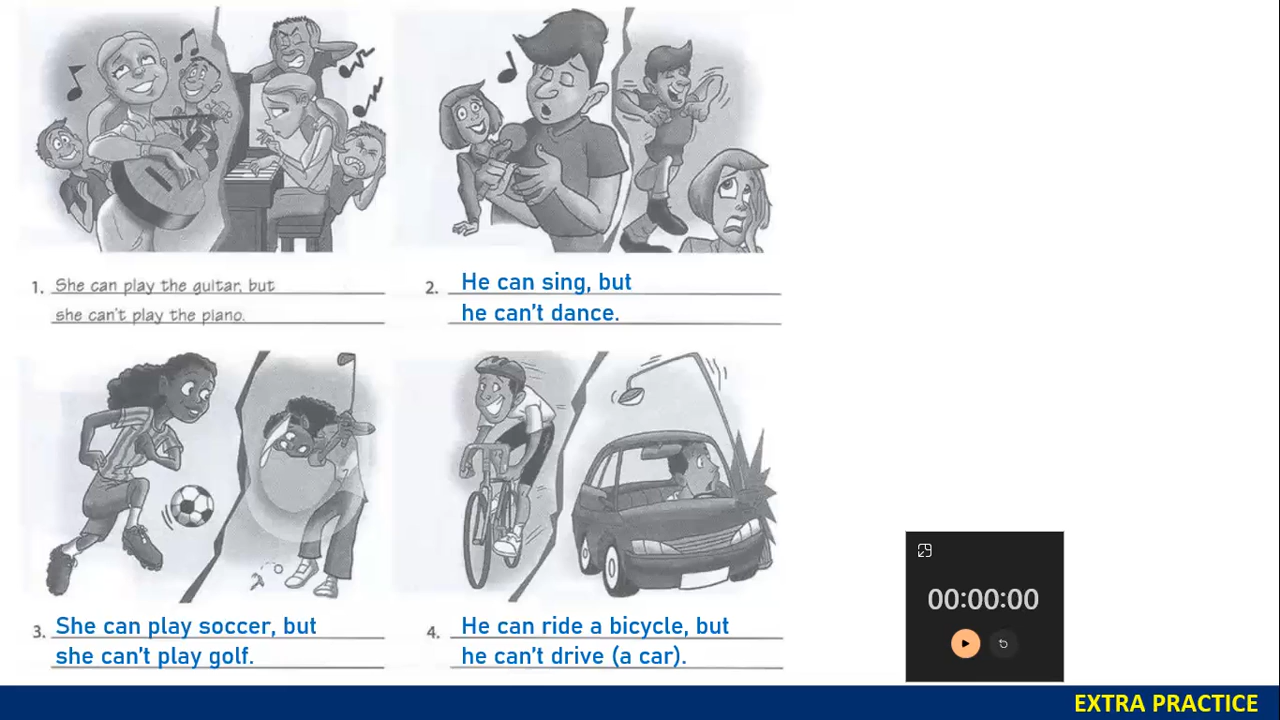 1. She can play the guitar, but
she can't play the piano.
2. He can sing, but
he can't dance.
3. She can play soccer, but
she can't play golf.
4. He can ride a bicycle, but
he can't drive (a car).
00:00:00
EXTRA PRACTICE